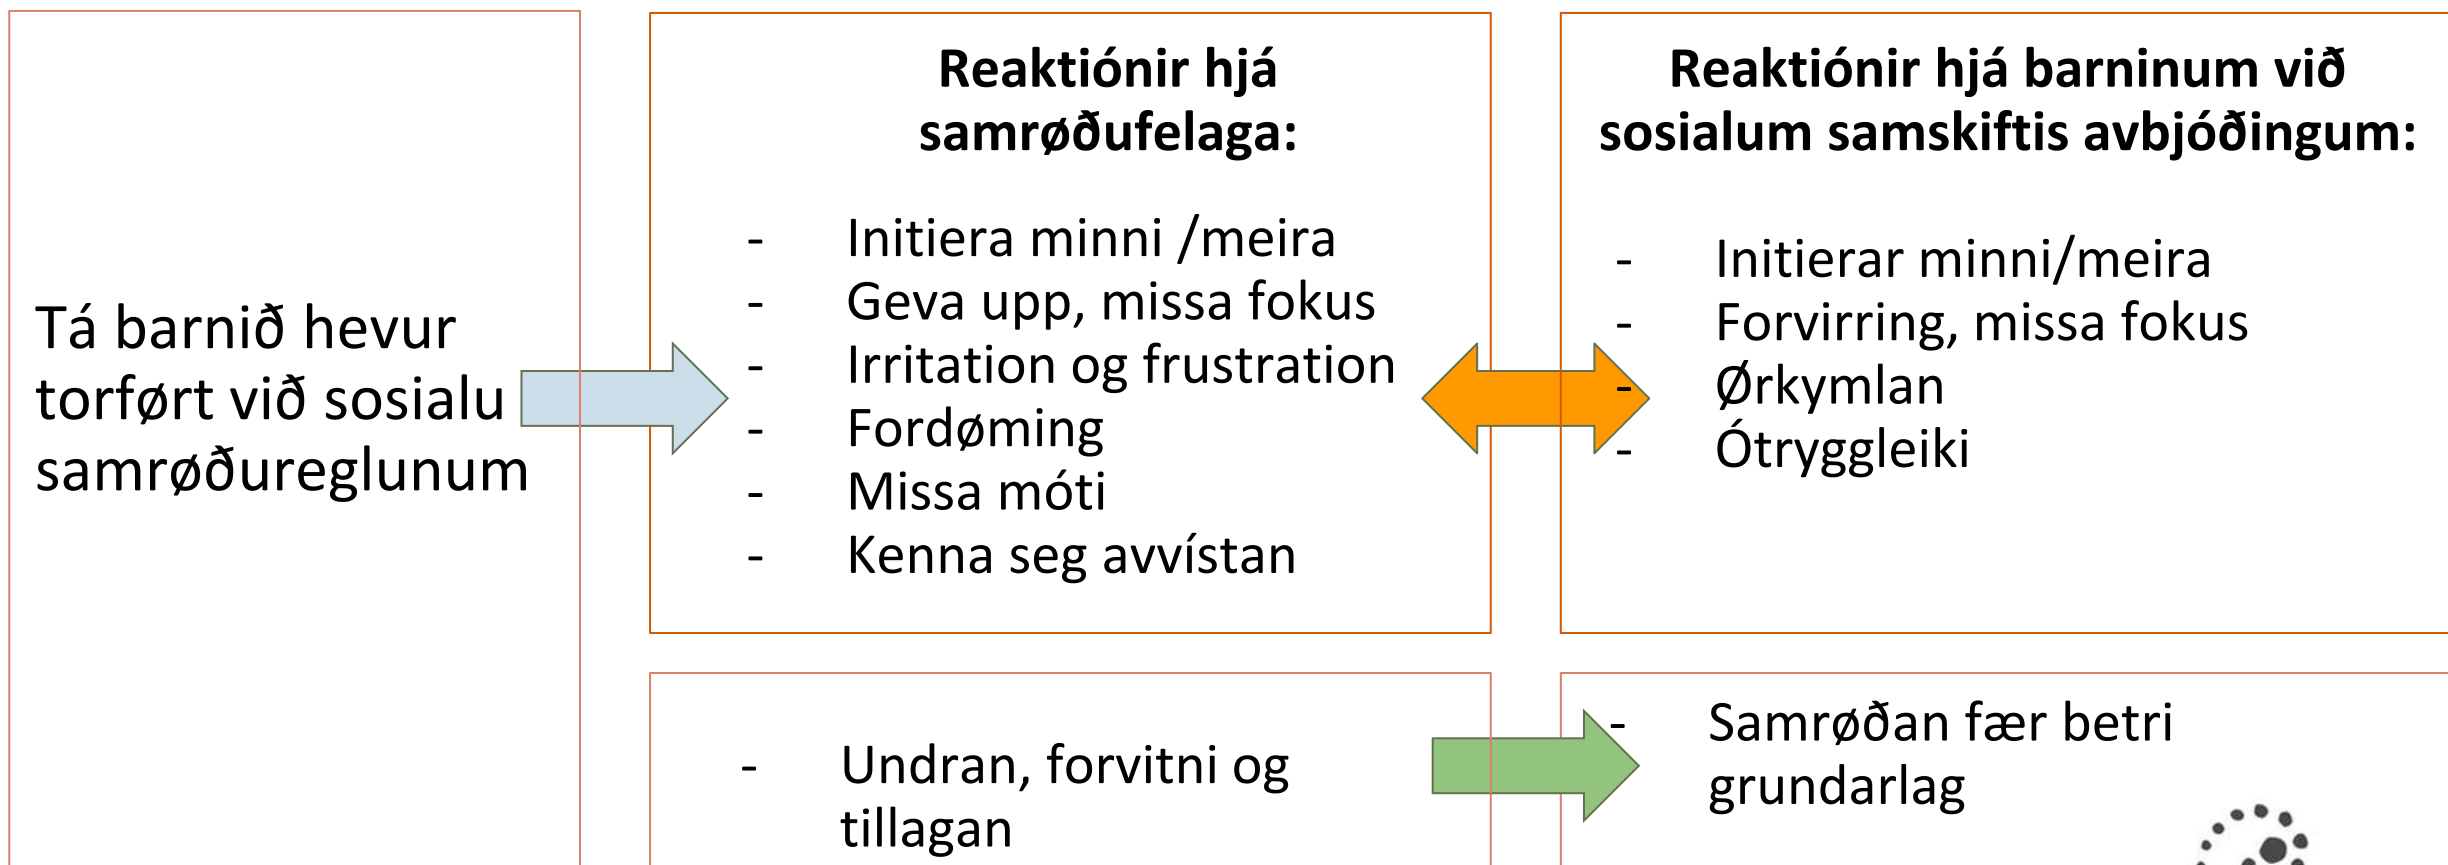 Tá barnið hevur
torført við sosialu
samrøðureglunum
Reaktiónir hjá
samrøðufelaga:
- Initiera minni /meira
- Geva upp, missa fokus
- Irritation og frustration
- Fordøming
- Missa móti
- Kenna seg avvístan
Reaktiónir hjá barninum við
sosialum samskiftis avbjóðingum:
- Initierar minni/meira
- Forvirring, missa fokus
- Ørkymlan
- Ótryggleiki
- Undran, forvitni og
tillagan
- Samrøðan fær betri
grundarlag